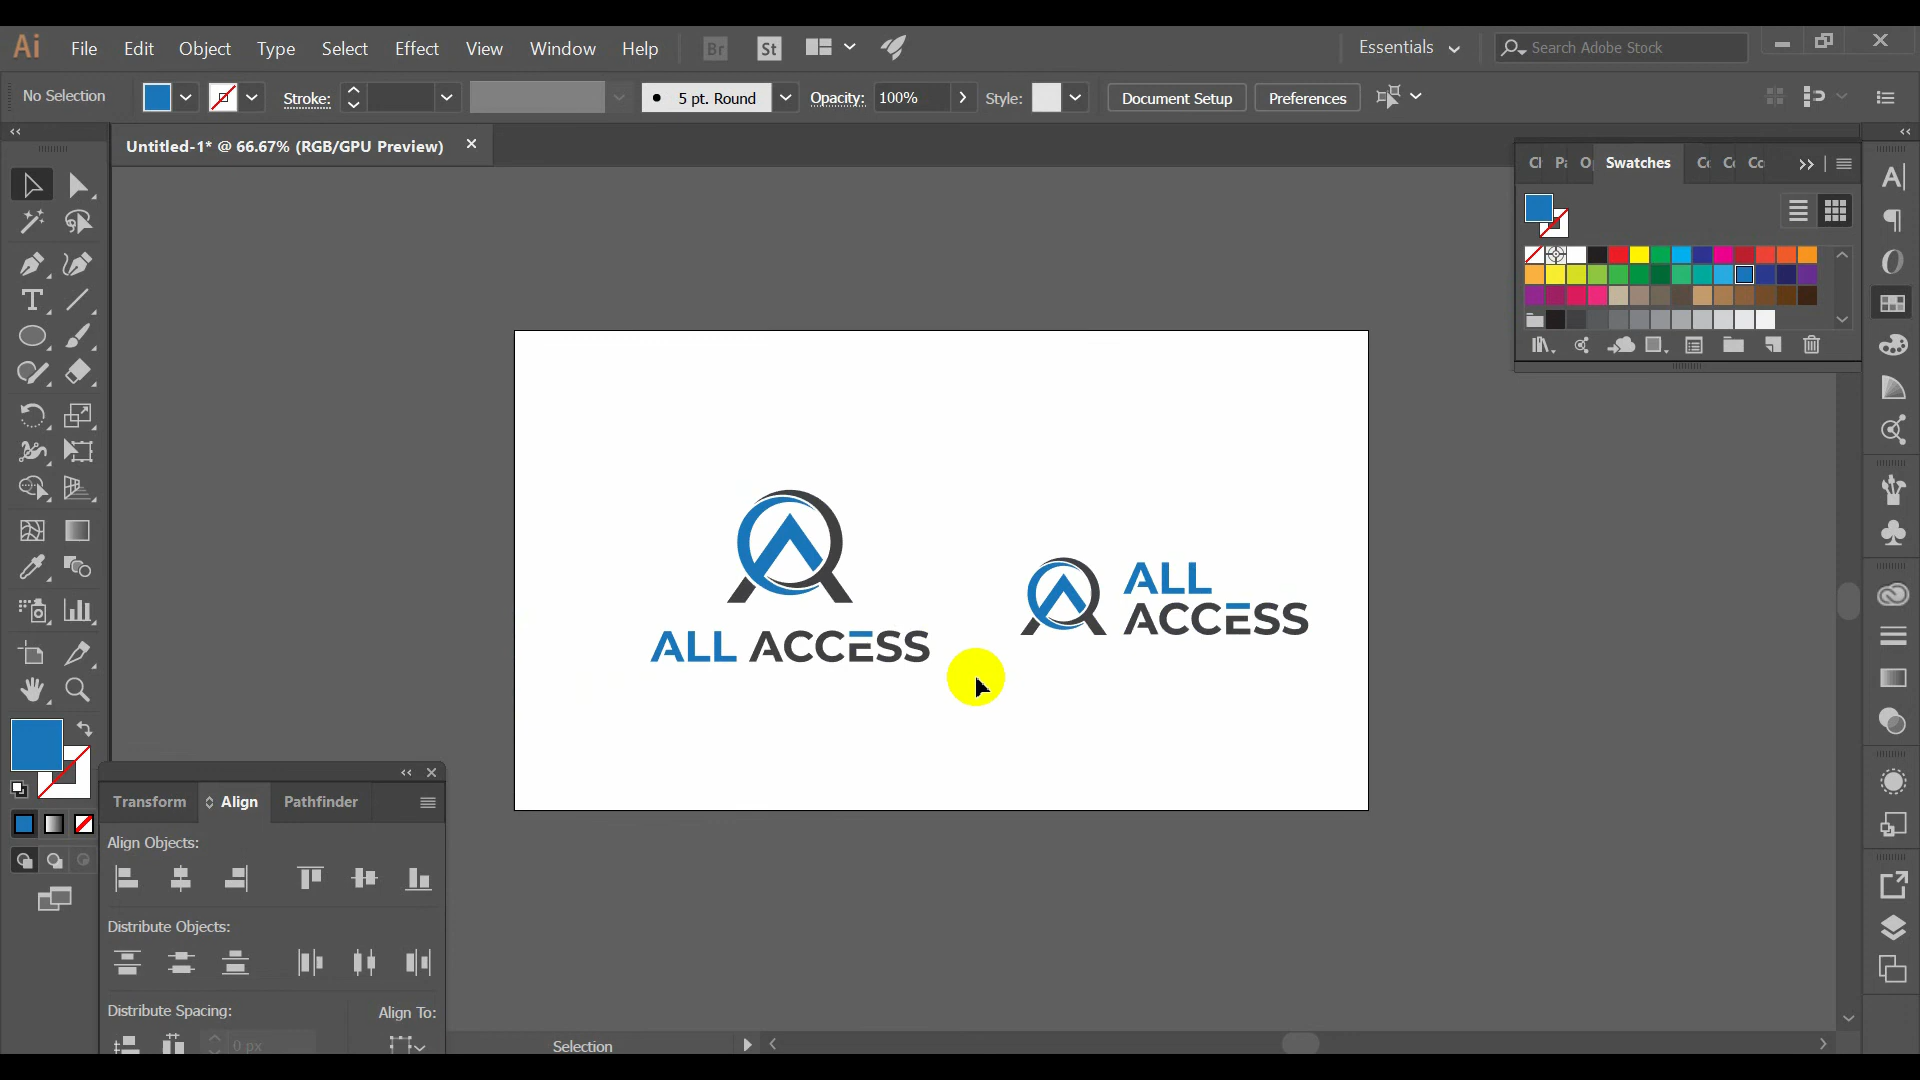 Ai File Edit Object Type Select Effect View Window Help Br St Essentials Search Adobe Stock
No Selection Stroke: 5 pt. Round Opacity: 100% Style: Document Setup Preferences
Untitled-1* @ 66.67% (RGB/GPU Preview)
Swatches
ALL ACCESS
ALL
ACCESS
Transform Align Pathfinder
Align Objects:
Distribute Objects:
Distribute Spacing: Align To:
0 px
Selection